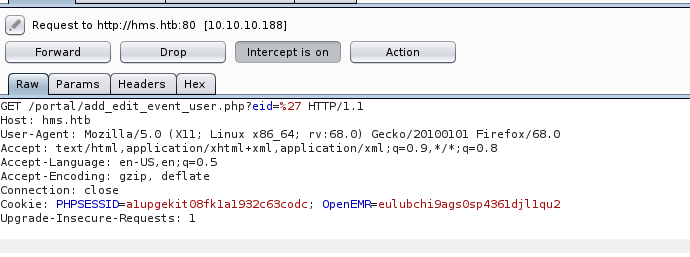 Request to http://hms.htb:80 [10.10.10.188]
Forward Drop Intercept is on Action
Raw Params Headers Hex
GET /portal/add_edit_event_user.php?eid=%27 HTTP/1.1
Host: hms.htb
User-Agent: Mozilla/5.0 (X11; Linux x86_64; rv:68.0) Gecko/20100101 Firefox/68.0
Accept: text/html,application/xhtml+xml,application/xml;q=0.9,*/*;q=0.8
Accept-Language: en-US,en;q=0.5
Accept-Encoding: gzip, deflate
Connection: close
Cookie: PHPSESSID=a1upgekit08fk1a1932c63codc; OpenEMR=eulubchi9ags0sp4361djl1qu2
Upgrade-Insecure-Requests: 1